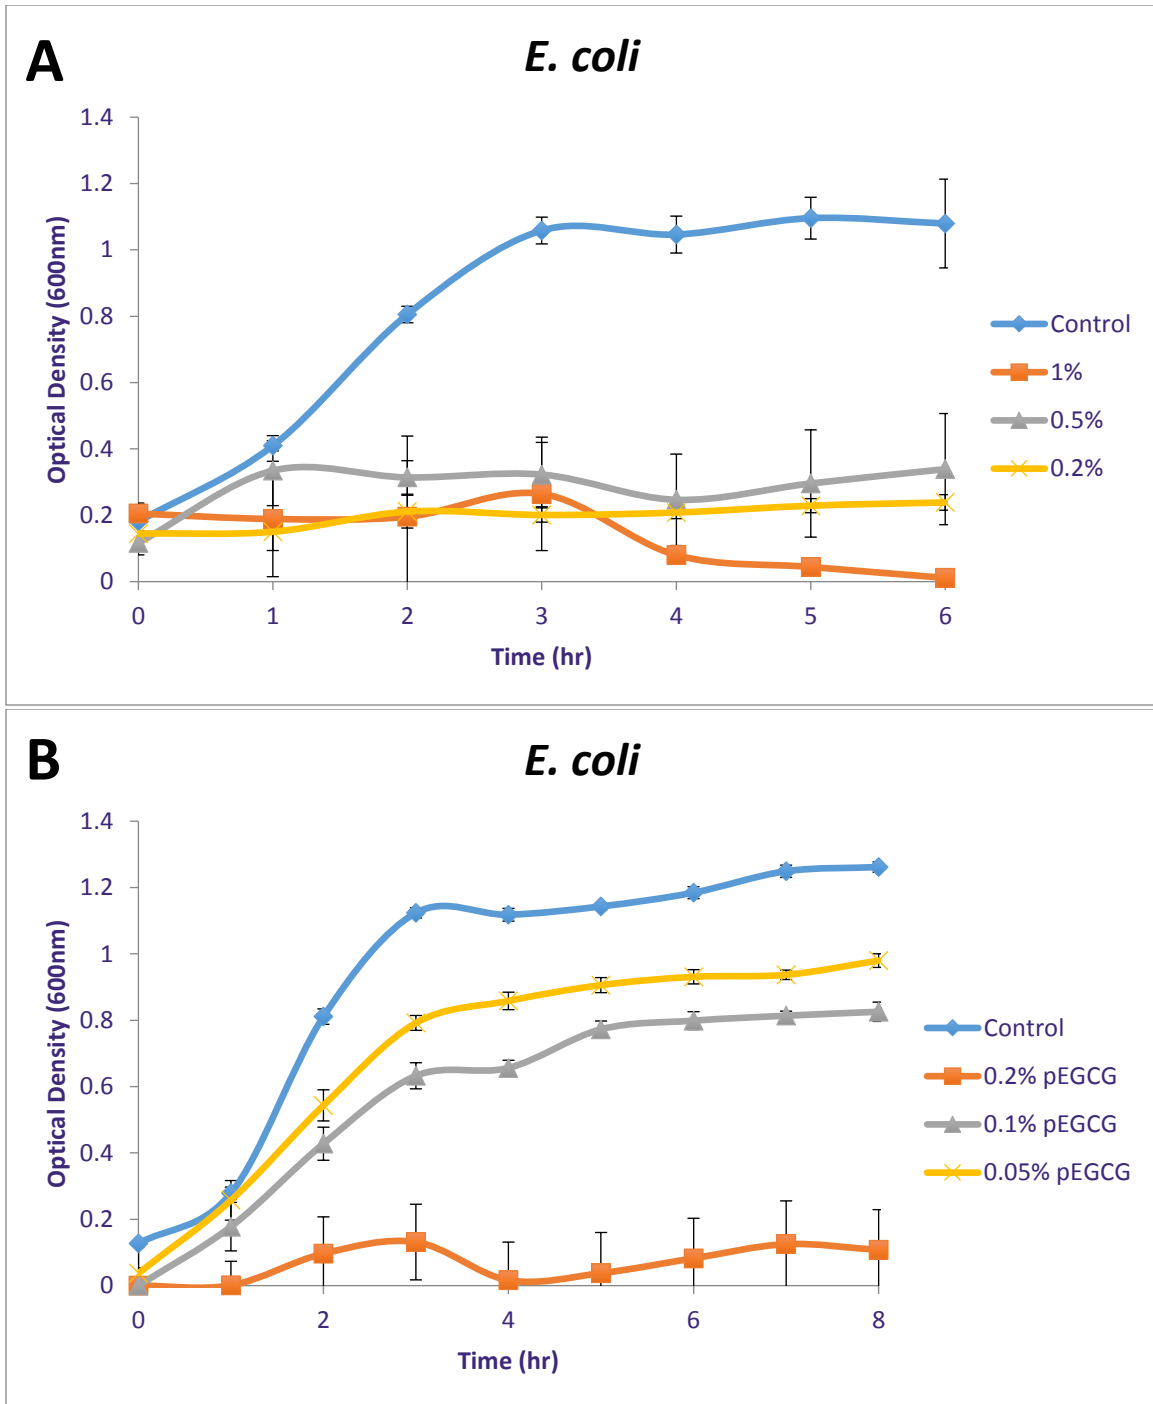 A
E. coli
1.4
1.2
1
0.8
0.6
0.4
0.2
0
Optical Density (600nm)
0 1 2 3 4 5 6
Time (hr)
Control
1%
0.5%
0.2%
B
E. coli
1.4
1.2
1
0.8
0.6
0.4
0.2
0
Optical Density (600nm)
0 2 4 6 8
Time (hr)
Control
0.2% pEGCG
0.1% pEGCG
0.05% pEGCG